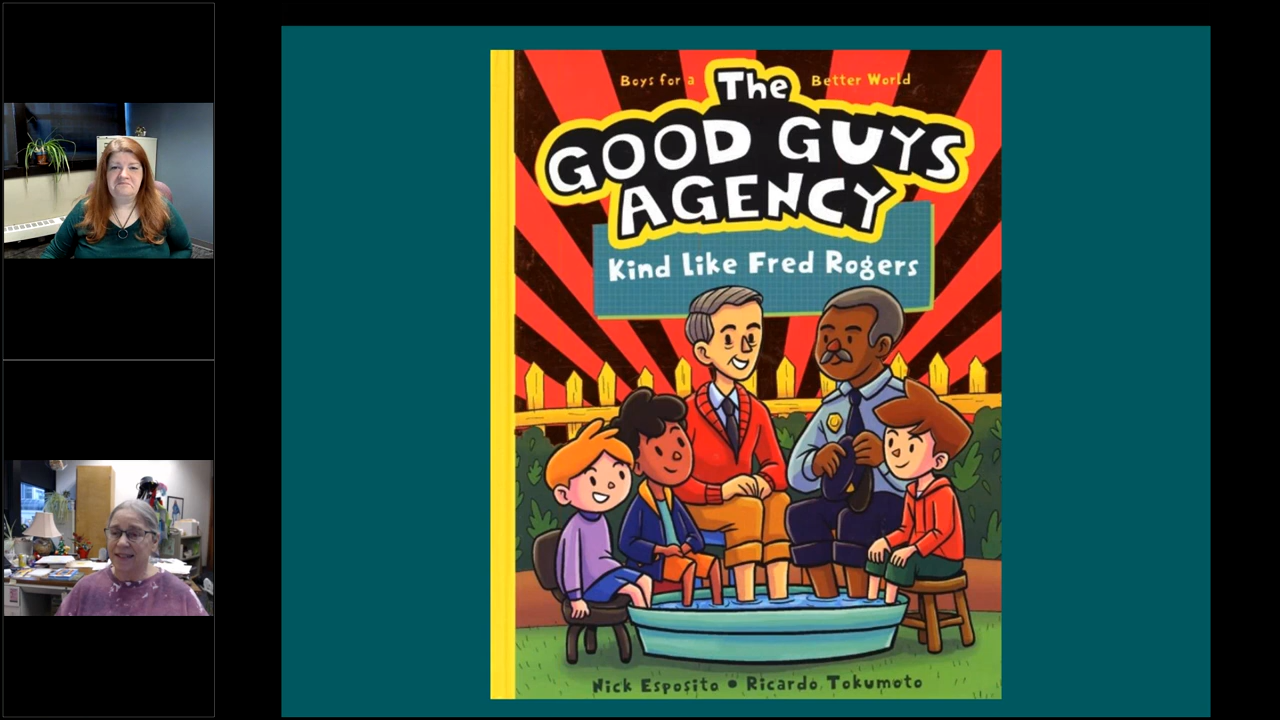 Boys for a Better World
The
GOOD GUYS
AGENCY
Kind Like Fred Rogers
Nick Esposito • Ricardo Tokumoto